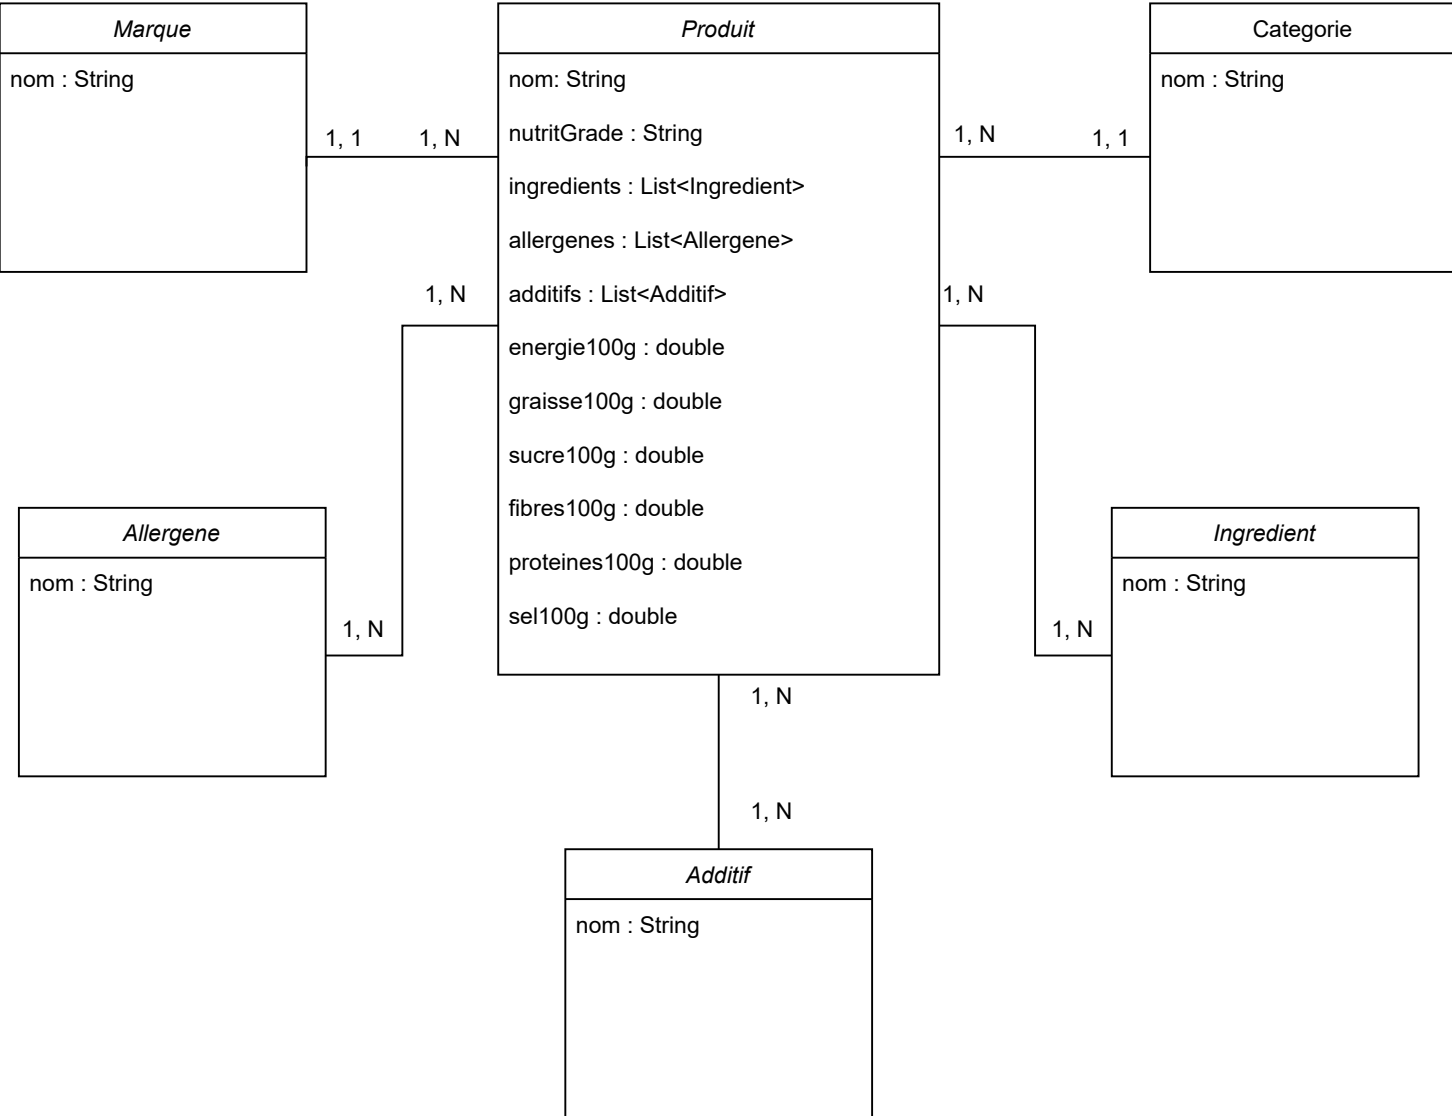 Marque
nom : String
Produit
nom: String
nutritGrade : String
ingredients : List<Ingredient>
allergenes : List<Allergene>
additifs : List<Additif>
energie100g : double
graisse100g : double
sucre100g : double
fibres100g : double
proteines100g : double
sel100g : double
Categorie
nom : String
1, 1
1, N
1, N
1, 1
1, N
1, N
Allergene
nom : String
1, N
Ingredient
nom : String
1, N
1, N
1, N
Additif
nom : String